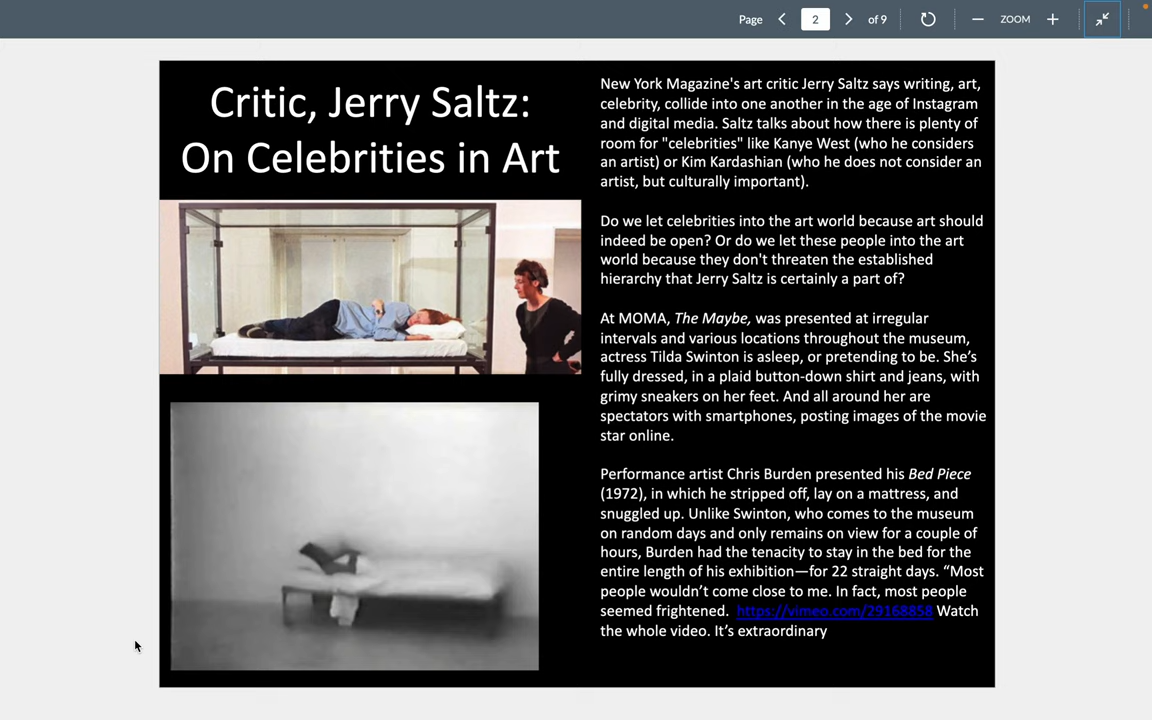 Page
2
of 9
ZOOM
Critic, Jerry Saltz:
On Celebrities in Art
New York Magazine's art critic Jerry Saltz says writing, art,
celebrity, collide into one another in the age of Instagram
and digital media. Saltz talks about how there is plenty of
room for "celebrities" like Kanye West (who he considers
an artist) or Kim Kardashian (who he does not consider an
artist, but culturally important).
Do we let celebrities into the art world because art should
indeed be open? Or do we let these people into the art
world because they don't threaten the established
hierarchy that Jerry Saltz is certainly a part of?
At MOMA, The Maybe, was presented at irregular
intervals and various locations throughout the museum,
actress Tilda Swinton is asleep, or pretending to be. She’s
fully dressed, in a plaid button-down shirt and jeans, with
grimy sneakers on her feet. And all around her are
spectators with smartphones, posting images of the movie
star online.
Performance artist Chris Burden presented his Bed Piece
(1972), in which he stripped off, lay on a mattress, and
snuggled up. Unlike Swinton, who comes to the museum
on random days and only remains on view for a couple of
hours, Burden had the tenacity to stay in the bed for the
entire length of his exhibition—for 22 straight days. “Most
people wouldn’t come close to me. In fact, most people
seemed frightened. https://vimeo.com/29168858 Watch
the whole video. It’s extraordinary